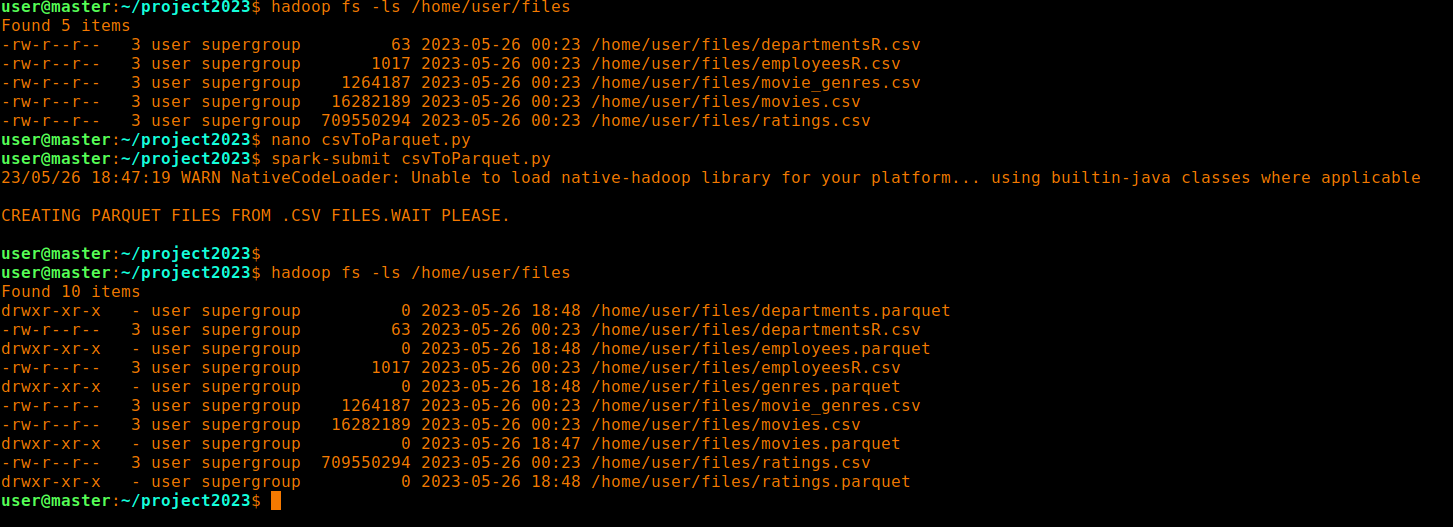 user@master:~/project2023$ hadoop fs -ls /home/user/files
Found 5 items
-rw-r--r--   3 user supergroup         63 2023-05-26 00:23 /home/user/files/departmentsR.csv
-rw-r--r--   3 user supergroup       1017 2023-05-26 00:23 /home/user/files/employeesR.csv
-rw-r--r--   3 user supergroup    1264187 2023-05-26 00:23 /home/user/files/movie_genres.csv
-rw-r--r--   3 user supergroup   16282189 2023-05-26 00:23 /home/user/files/movies.csv
-rw-r--r--   3 user supergroup  709550294 2023-05-26 00:23 /home/user/files/ratings.csv
user@master:~/project2023$ nano csvToParquet.py
user@master:~/project2023$ spark-submit csvToParquet.py
23/05/26 18:47:19 WARN NativeCodeLoader: Unable to load native-hadoop library for your platform... using builtin-java classes where applicable
CREATING PARQUET FILES FROM .CSV FILES.WAIT PLEASE.
user@master:~/project2023$
user@master:~/project2023$ hadoop fs -ls /home/user/files
Found 10 items
drwxr-xr-x   - user supergroup          0 2023-05-26 18:48 /home/user/files/departments.parquet
-rw-r--r--   3 user supergroup         63 2023-05-26 00:23 /home/user/files/departmentsR.csv
drwxr-xr-x   - user supergroup          0 2023-05-26 18:48 /home/user/files/employees.parquet
-rw-r--r--   3 user supergroup       1017 2023-05-26 00:23 /home/user/files/employeesR.csv
drwxr-xr-x   - user supergroup          0 2023-05-26 18:48 /home/user/files/genres.parquet
-rw-r--r--   3 user supergroup    1264187 2023-05-26 00:23 /home/user/files/movie_genres.csv
-rw-r--r--   3 user supergroup   16282189 2023-05-26 00:23 /home/user/files/movies.csv
drwxr-xr-x   - user supergroup          0 2023-05-26 18:47 /home/user/files/movies.parquet
-rw-r--r--   3 user supergroup  709550294 2023-05-26 00:23 /home/user/files/ratings.csv
drwxr-xr-x   - user supergroup          0 2023-05-26 18:48 /home/user/files/ratings.parquet
user@master:~/project2023$